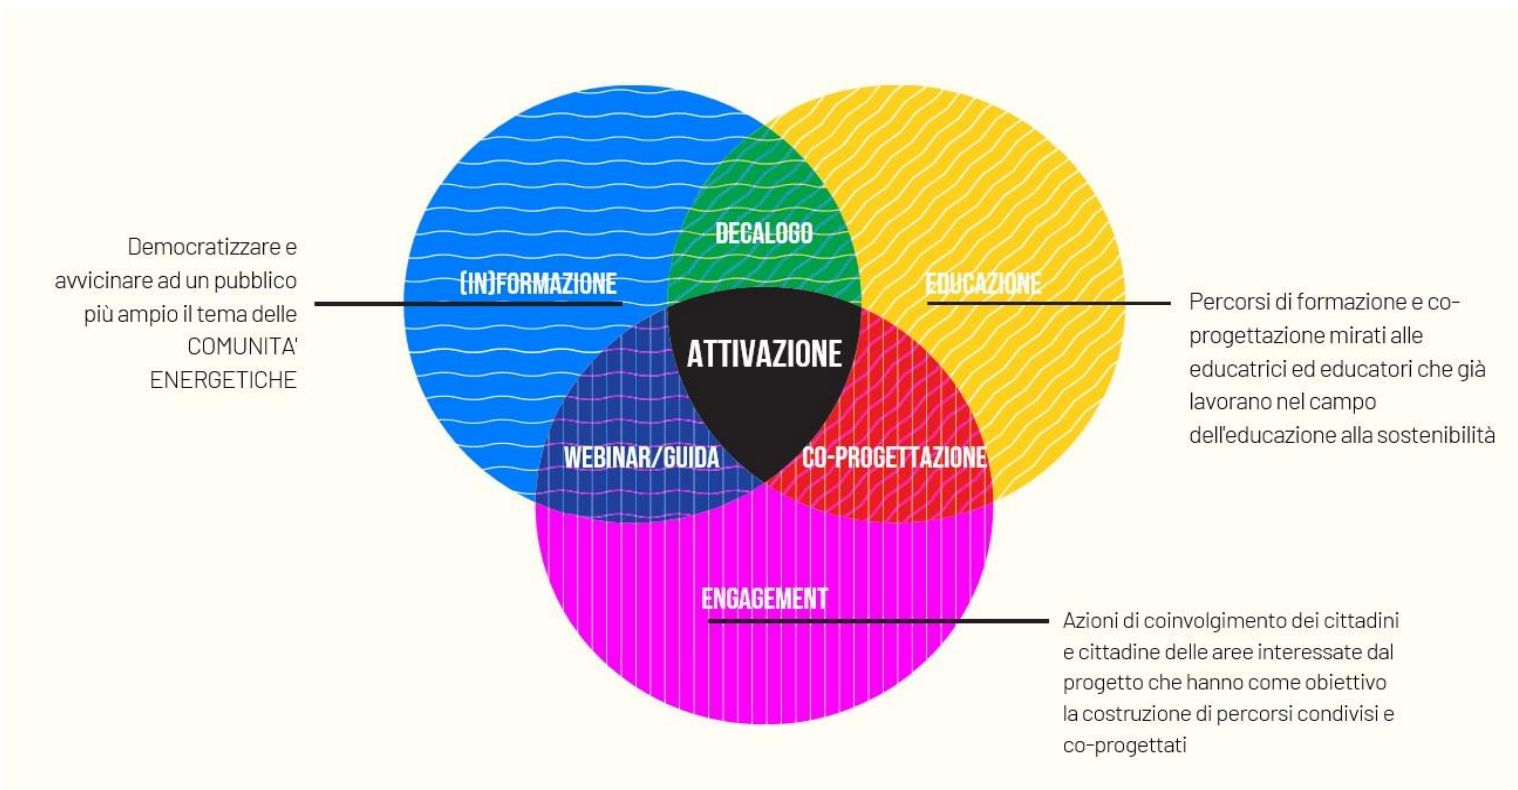 DECALOGO
(IN)FORMAZIONE
EDUCAZIONE
Democratizzare e
avvicinare ad un pubblico
più ampio il tema delle
COMUNITA'
ENERGETICHE
Percorsi di formazione e co-
progettazione mirati alle
educatrici ed educatori che già
lavorano nel campo
dell'educazione alla sostenibilità
ATTIVAZIONE
WEBINAR/GUIDA
CO-PROGETTAZIONE
ENGAGEMENT
Azioni di coinvolgimento dei cittadini
e cittadine delle aree interessate dal
progetto che hanno come obiettivo
la costruzione di percorsi condivisi e
co-progettati